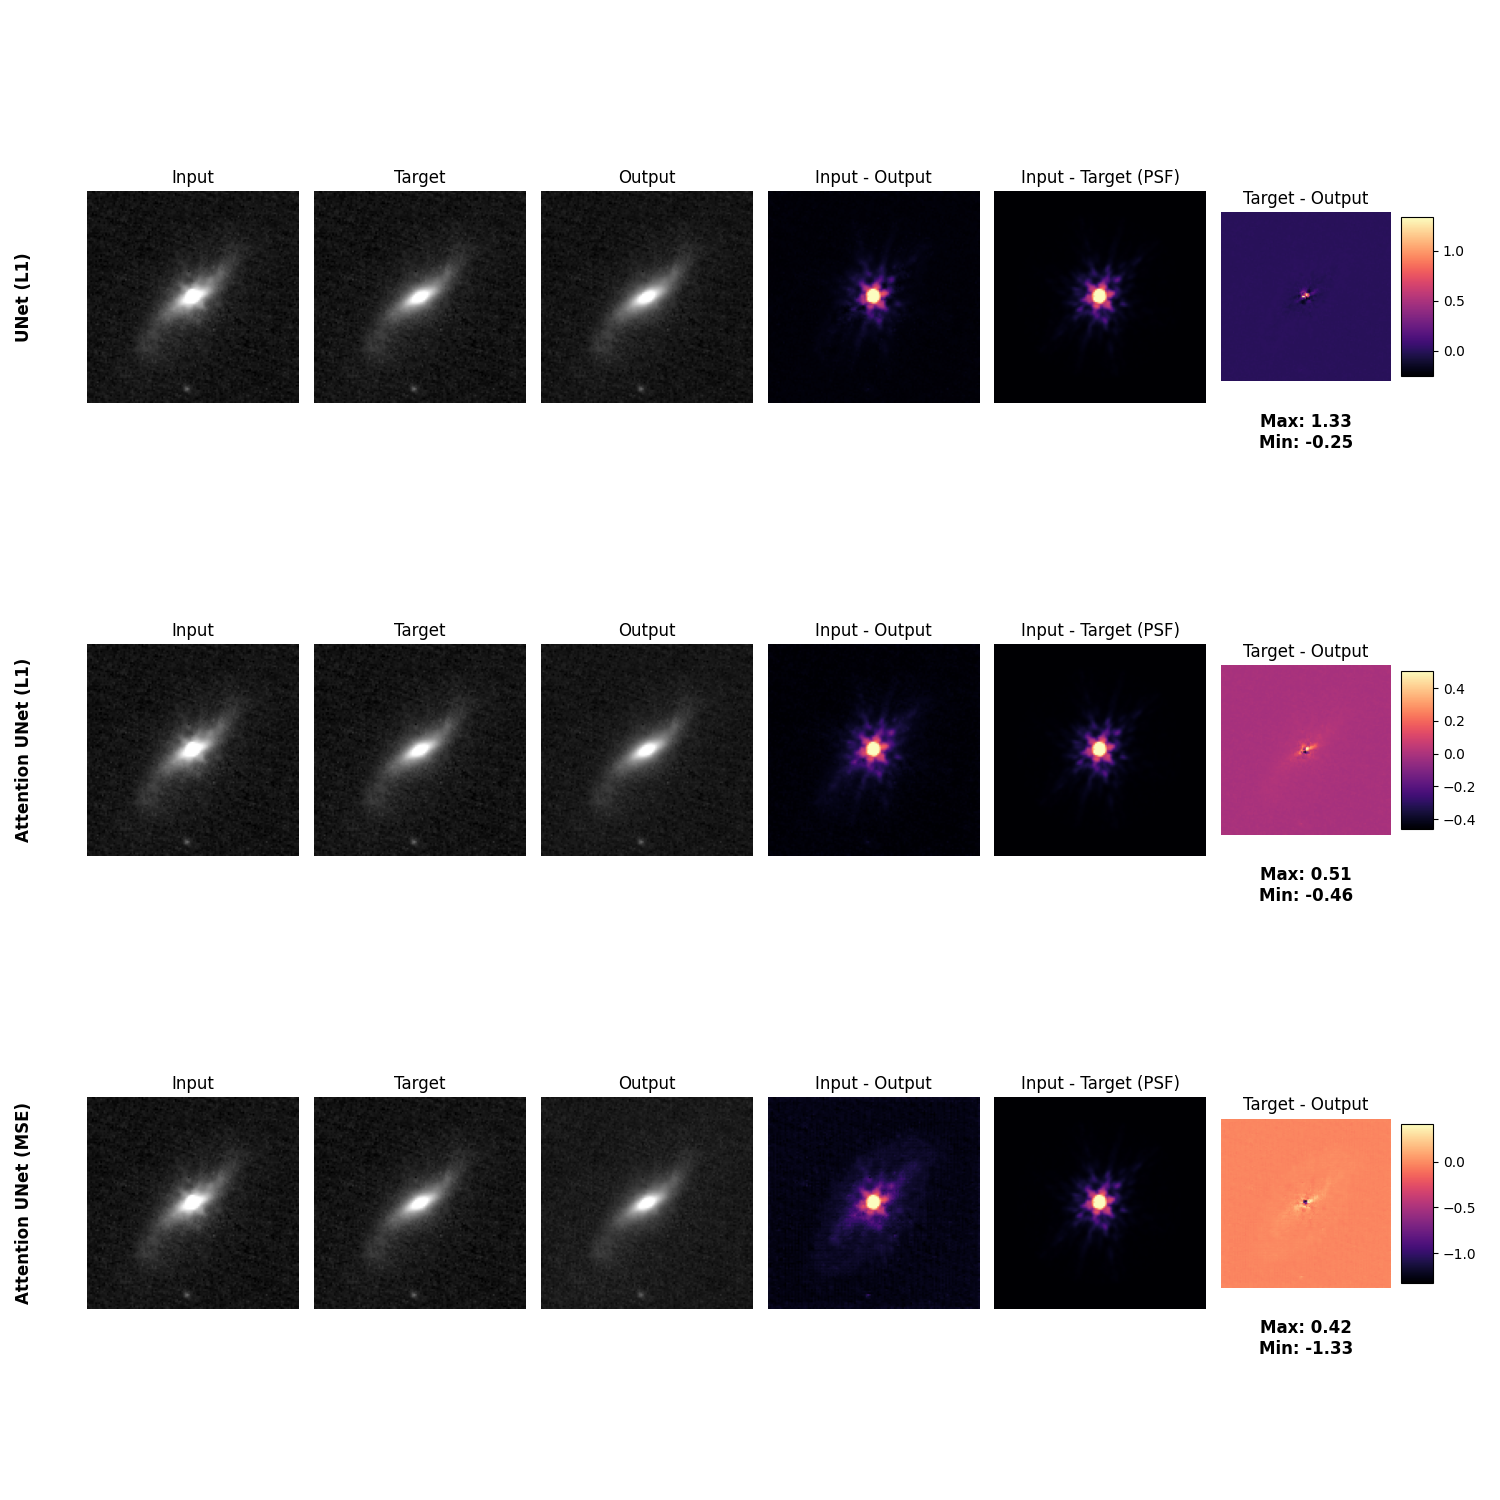 UNet (L1)
Input
Target
Output
Input - Output
Input - Target (PSF)
Target - Output
1.0
0.5
0.0
Max: 1.33
Min: -0.25
Attention UNet (L1)
Input
Target
Output
Input - Output
Input - Target (PSF)
Target - Output
0.4
0.2
0.0
−0.2
−0.4
Max: 0.51
Min: -0.46
Attention UNet (MSE)
Input
Target
Output
Input - Output
Input - Target (PSF)
Target - Output
0.0
−0.5
−1.0
Max: 0.42
Min: -1.33